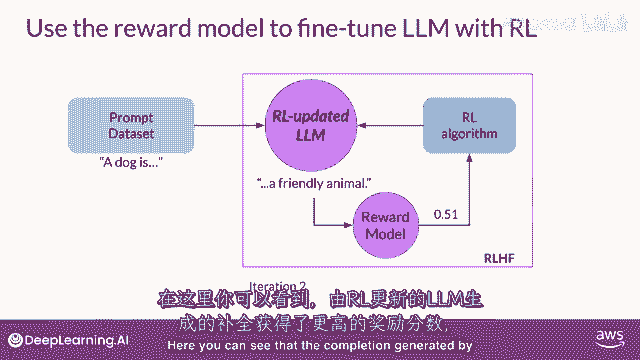 Use the reward model to fine-tune LLM with RL
Prompt
Dataset
"A dog is..."
RL-updated
LLM
RL
algorithm
"...a friendly animal."
Reward
Model
0.51
RLHF
Iteration 2
在这里你可以看到，由RL更新的LLM生
成的补全获得了更高的奖励分数，
Here you can see that the completion generated by
DeepLearning.AI
aws